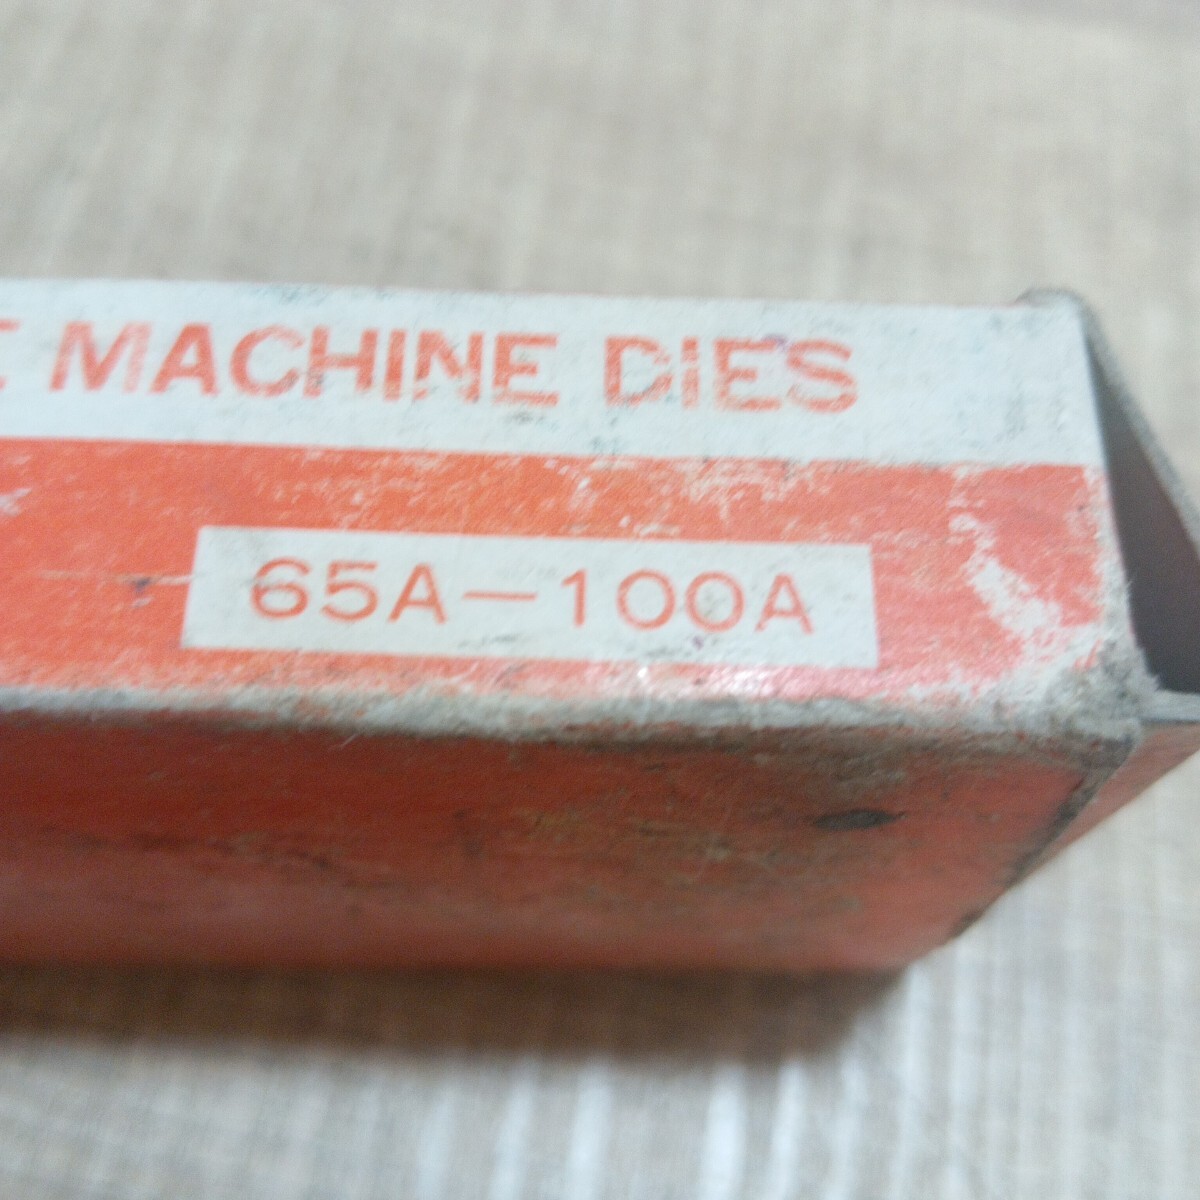 MACHINE DIES
65A-100A